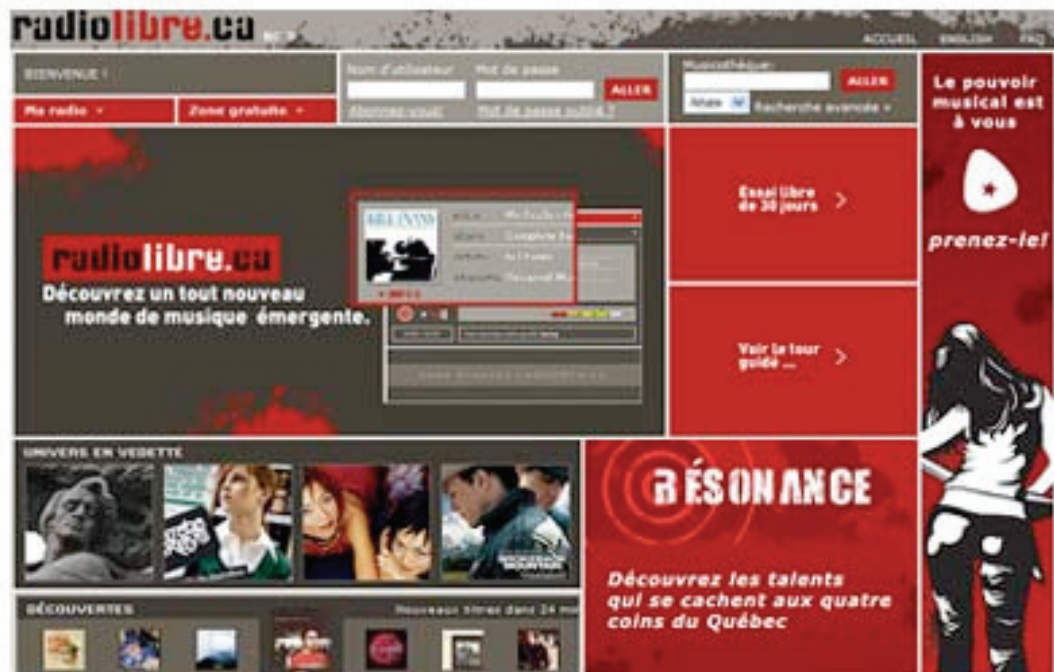 radiolibre.ca
ACCUEIL ENGLISH FAQ
BIENVENUE !
Nom d'utilisateur Mot de passe
ALLER
Abonnez-vous! Mot de passe oublié ?
Musicothèque:
ALLER
Recherche avancée
Ma radio
Zone gratuite
Le pouvoir
musical est
à vous
prenez-le!
radiolibre.ca
Découvrez un tout nouveau
monde de musique émergente.
Essai libre
de 30 jours >
Voir le tour
guidé ... >
UNIVERS EN VEDETTE
MOUNTAIN
RÉSONANCE
Découvrez les talents
qui se cachent aux quatre
coins du Québec
DÉCOUVERTES
Nouveaux titres dans 24